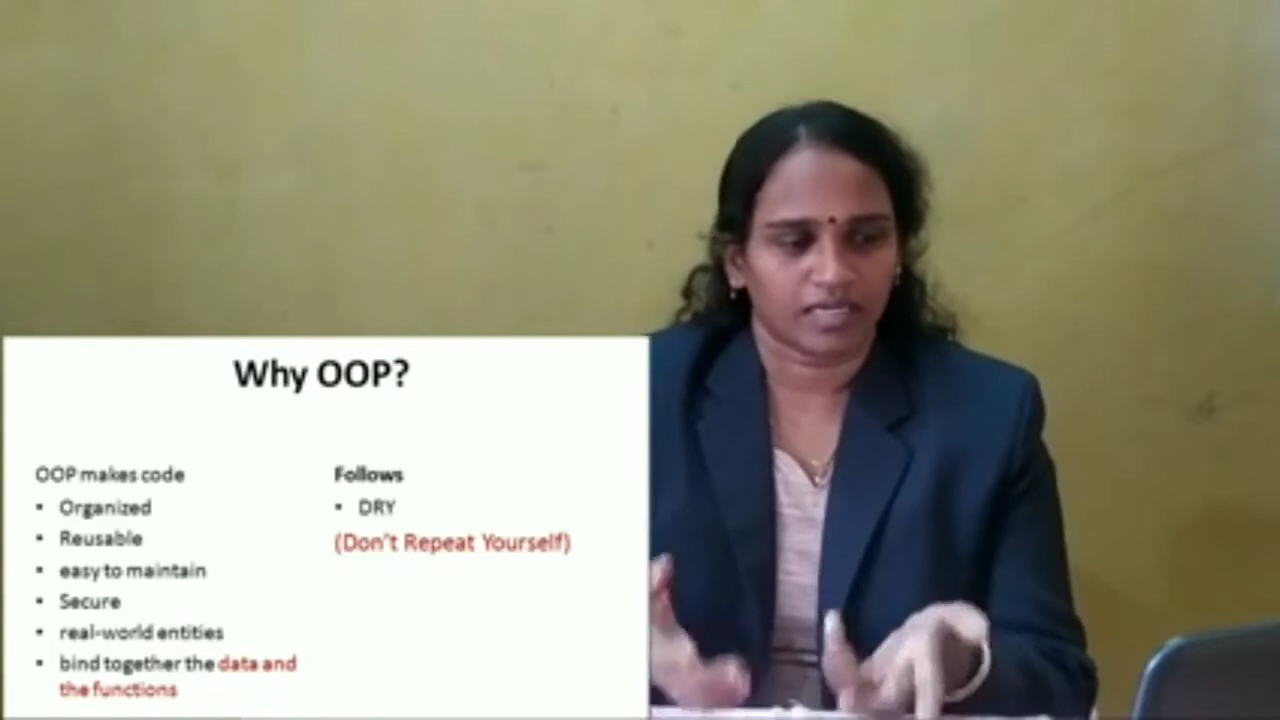 Why OOP?
OOP makes code
• Organized
• Reusable
• easy to maintain
• Secure
• real-world entities
• bind together the data and
the functions
Follows
• DRY
(Don't Repeat Yourself)